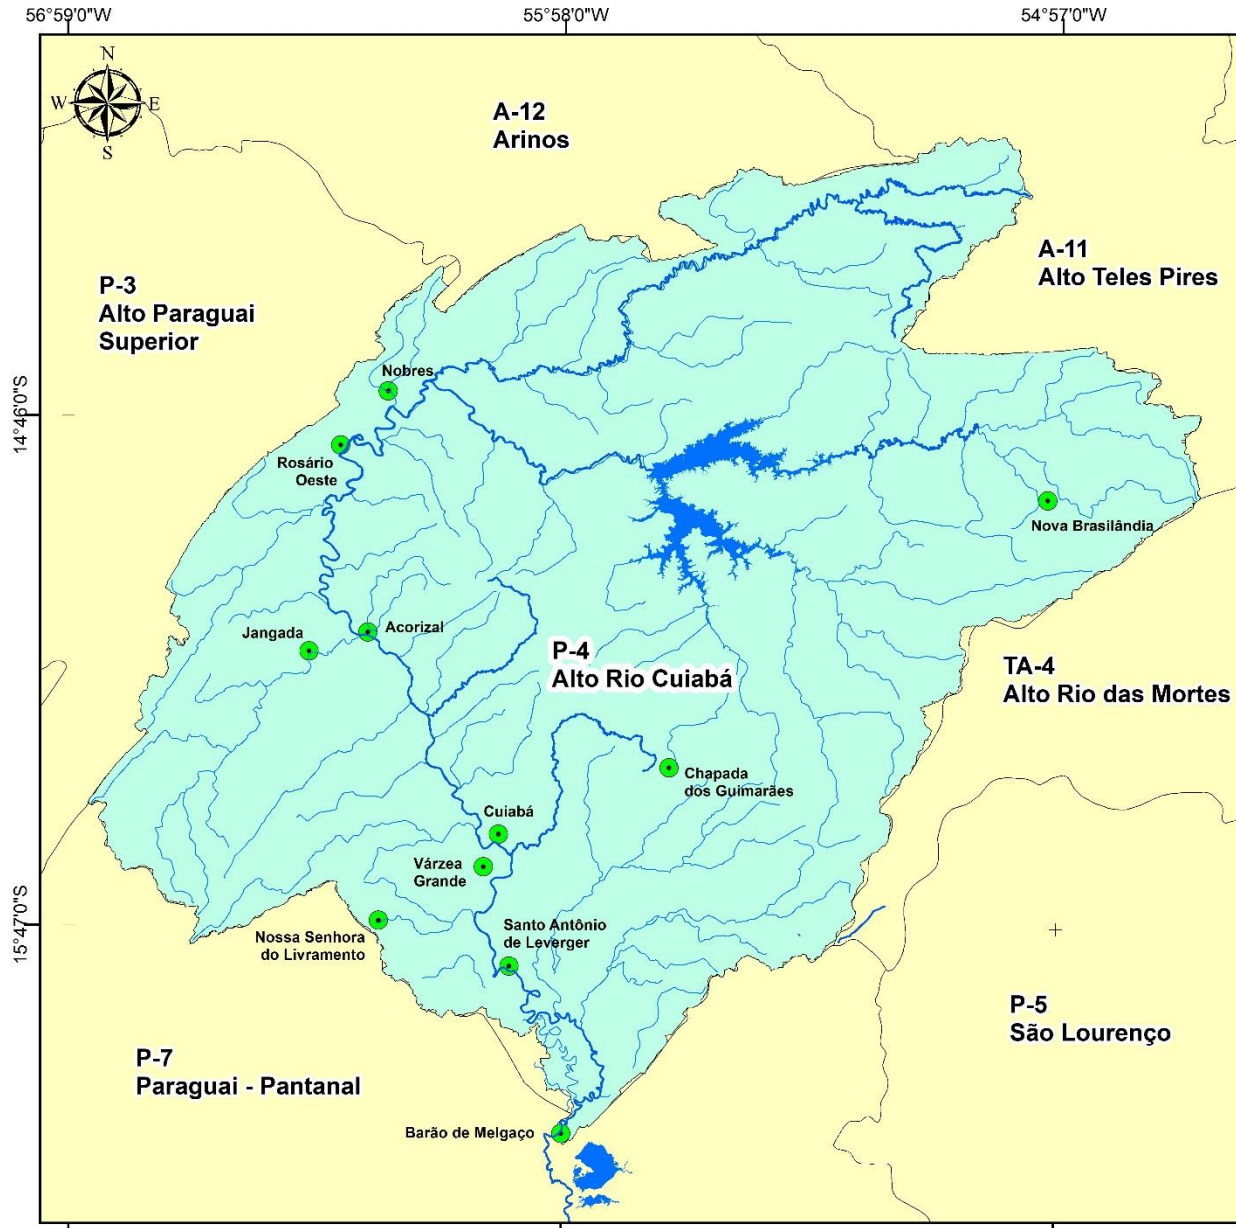 56°59'0"W
55°58'0"W
54°57'0"W
N
W
E
S
A-12
Arinos
A-11
Alto Teles Pires
P-3
Alto Paraguai
Superior
Nobres
14°46'0"S
Rosário
Oeste
Nova Brasilândia
Jangada
Acorizal
P-4
Alto Rio Cuiabá
TA-4
Alto Rio das Mortes
Chapada
dos Guimarães
Cuiabá
Várzea
Grande
15°47'0"S
Nossa Senhora
do Livramento
Santo Antônio
de Leverger
P-5
São Lourenço
P-7
Paraguai - Pantanal
Barão de Melgaço